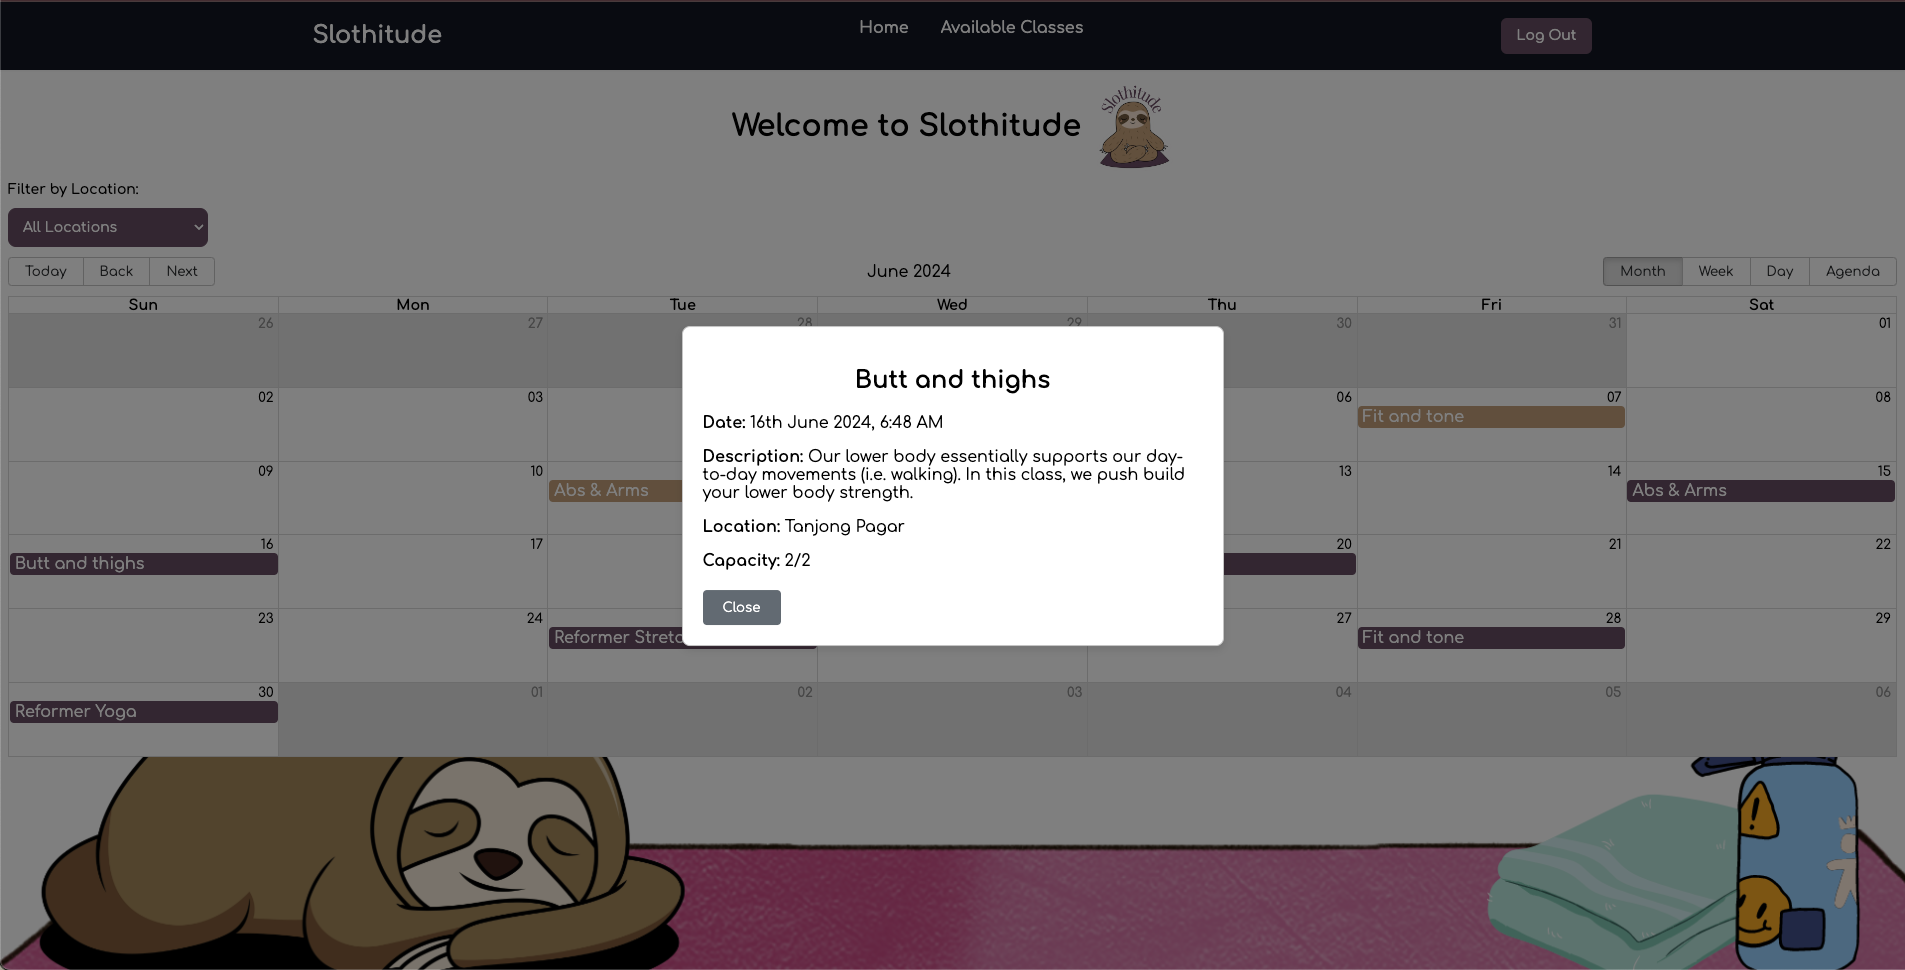 Slothitude
Home
Available Classes
Log Out
Welcome to Slothitude
Slothitude
Filter by Location:
All Locations
Today
Back
Next
June 2024
Month
Week
Day
Agenda
Sun
Mon
Tue
Wed
Thu
Fri
Sat
26
27
28
29
30
31
01
02
03
06
07
08
Fit and tone
09
10
13
14
15
Abs & Arms
Abs & Arms
16
17
20
21
22
Butt and thighs
23
24
27
28
29
Reformer Stretc
Fit and tone
30
01
02
03
04
05
06
Reformer Yoga
Butt and thighs
Date: 16th June 2024, 6:48 AM
Description: Our lower body essentially supports our day-
to-day movements (i.e. walking). In this class, we push build
your lower body strength.
Location: Tanjong Pagar
Capacity: 2/2
Close